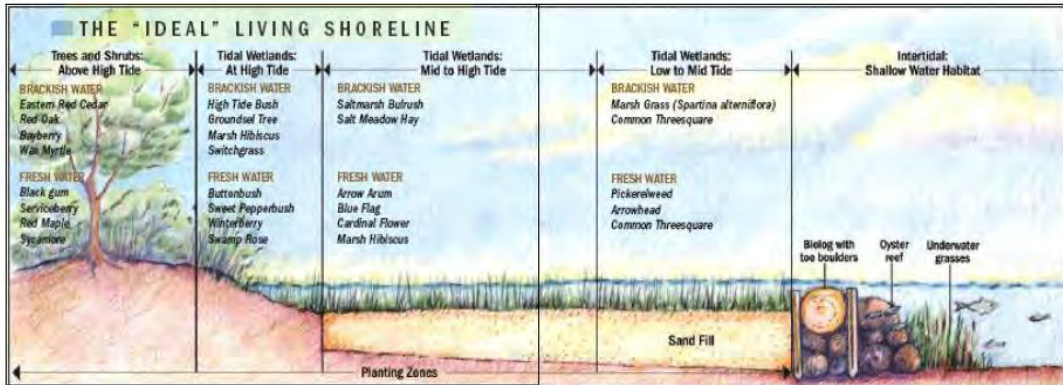 THE "IDEAL" LIVING SHORELINE
Trees and Shrubs:
Above High Tide
BRACKISH WATER
Eastern Red Cedar
Red Oak
Bayberry
Wax Myrtle
FRESH WATER
Black gum
Serviceberry
Red Maple
Sycamore
Tidal Wetlands:
At High Tide
BRACKISH WATER
High Tide Bush
Groundsel Tree
Marsh Hibiscus
Switchgrass
FRESH WATER
Buttonbush
Sweet Pepperbush
Winterberry
Swamp Rose
Tidal Wetlands:
Mid to High Tide
BRACKISH WATER
Saltmarsh Bulrush
Salt Meadow Hay
FRESH WATER
Arrow Arum
Blue Flag
Cardinal Flower
Marsh Hibiscus
Tidal Wetlands:
Low to Mid Tide
BRACKISH WATER
Marsh Grass (Spartina alterniflora)
Common Threesquare
FRESH WATER
Pickerelweed
Arrowhead
Common Threesquare
Intertidal:
Shallow Water Habitat
Biolog with
toe boulders
Oyster
reef
Underwater
grasses
Sand Fill
Planting Zones